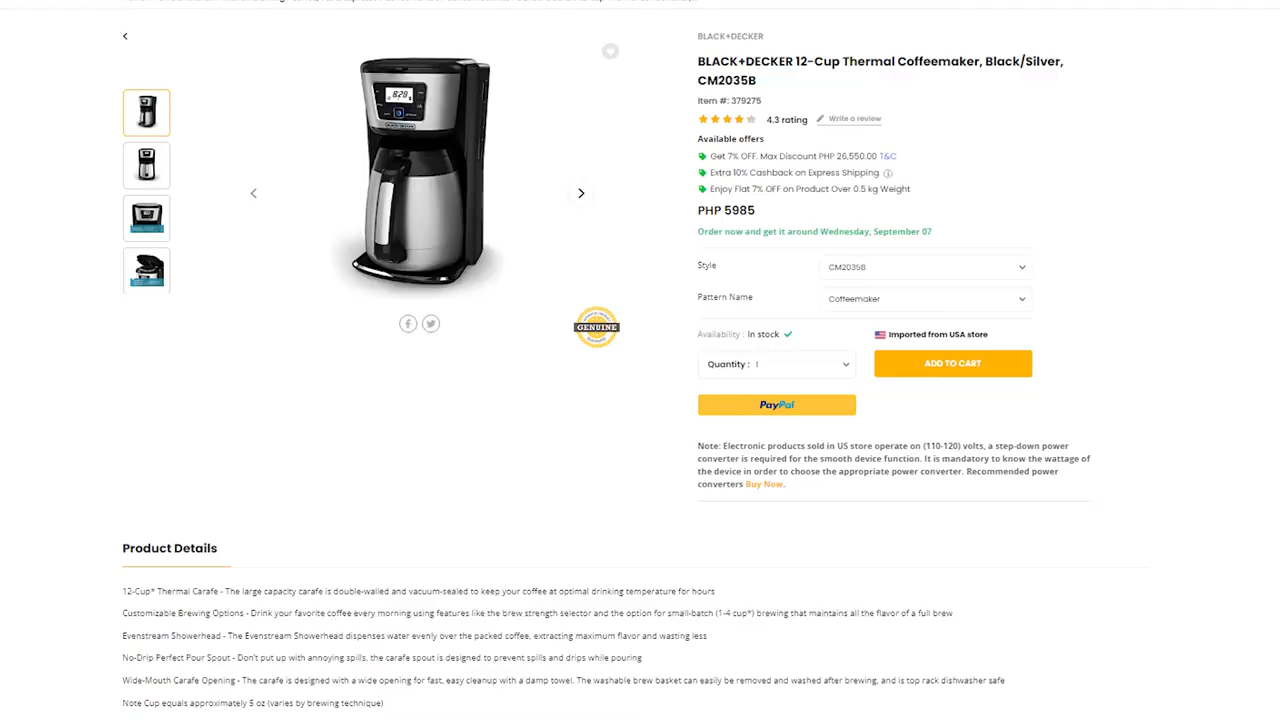 BLACK+DECKER
BLACK+DECKER 12-Cup Thermal Coffeemaker, Black/Silver,
CM2035B
Item #: 379275
4.3 rating
Write a review
Available offers
Get 7% OFF. Max Discount PHP 26,550.00 T&C
Extra 10% Cashback on Express Shipping
Enjoy Flat 7% OFF on Product Over 0.5 kg Weight
PHP 5985
Order now and get it around Wednesday, September 07
Style
CM2035B
Pattern Name
Coffeemaker
Availability : In stock
Imported from USA store
Quantity : 1
ADD TO CART
PayPal
GENUINE
Note: Electronic products sold in US store operate on (110-120) volts, a step-down power
converter is required for the smooth device function. It is mandatory to know the wattage of
the device in order to choose the appropriate power converter. Recommended power
converters Buy Now.
Product Details
12-Cup* Thermal Carafe - The large capacity carafe is double-walled and vacuum-sealed to keep your coffee at optimal drinking temperature for hours
Customizable Brewing Options - Drink your favorite coffee every morning using features like the brew strength selector and the option for small-batch (1-4 cup*) brewing that maintains all the flavor of a full brew
Evenstream Showerhead - The Evenstream Showerhead dispenses water evenly over the packed coffee, extracting maximum flavor and wasting less
No-Drip Perfect Pour Spout - Don't put up with annoying spills, the carafe spout is designed to prevent spills and drips while pouring
Wide-Mouth Carafe Opening - The carafe is designed with a wide opening for fast, easy cleanup with a damp towel. The washable brew basket can easily be removed and washed after brewing, and is top rack dishwasher safe
Note Cup equals approximately 5 oz (varies by brewing technique)